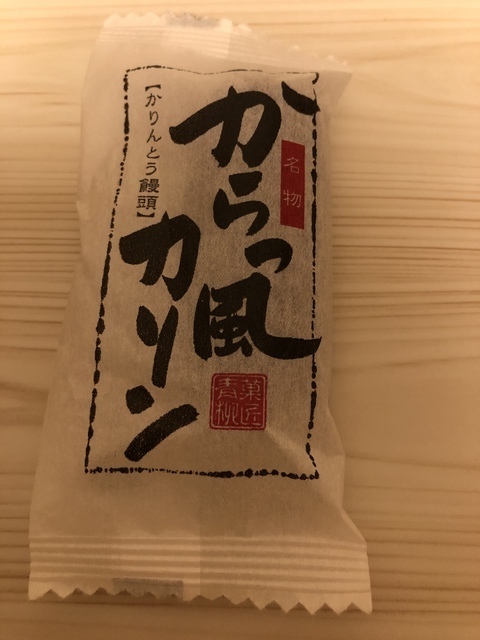 名物
からっ風
カリン
【かりんとう饅頭】
菓匠
青柳